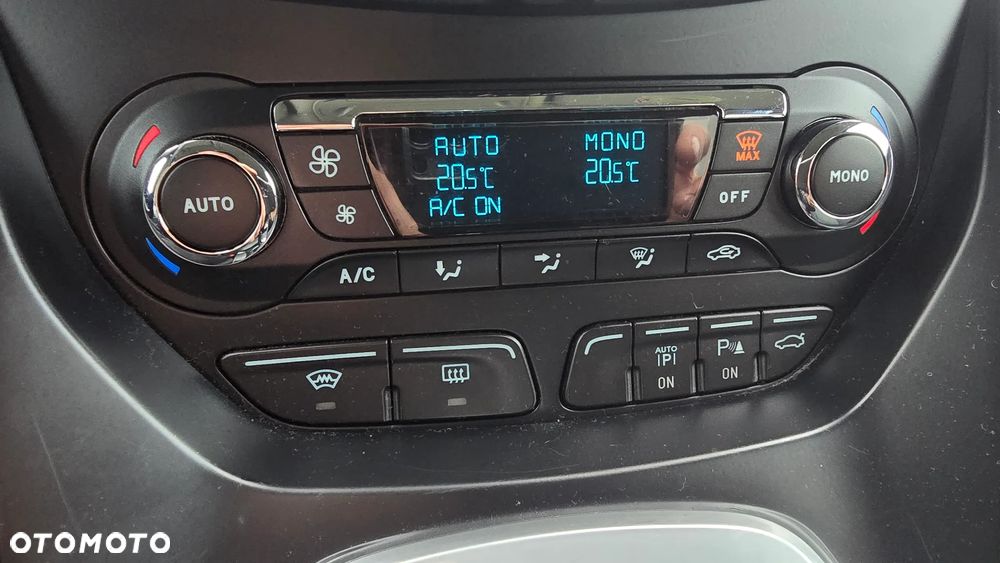 AUTO MONO
20.5°C 20.5°C
A/C ON
MAX
OFF
AUTO
MONO
A/C
AUTO
P
ON
P
ON
OTOMOTO